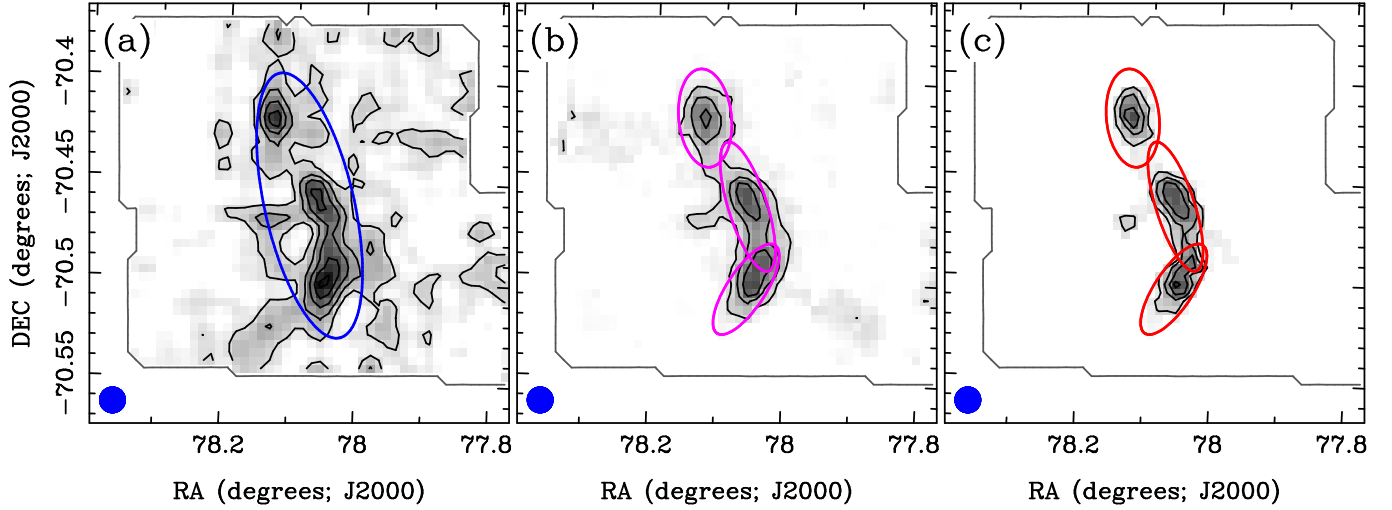 (a)
(b)
(c)
DEC (degrees; J2000)
−70.4
−70.45
−70.5
−70.55
78.2
78
77.8
78.2
78
77.8
78.2
78
77.8
RA (degrees; J2000)
RA (degrees; J2000)
RA (degrees; J2000)